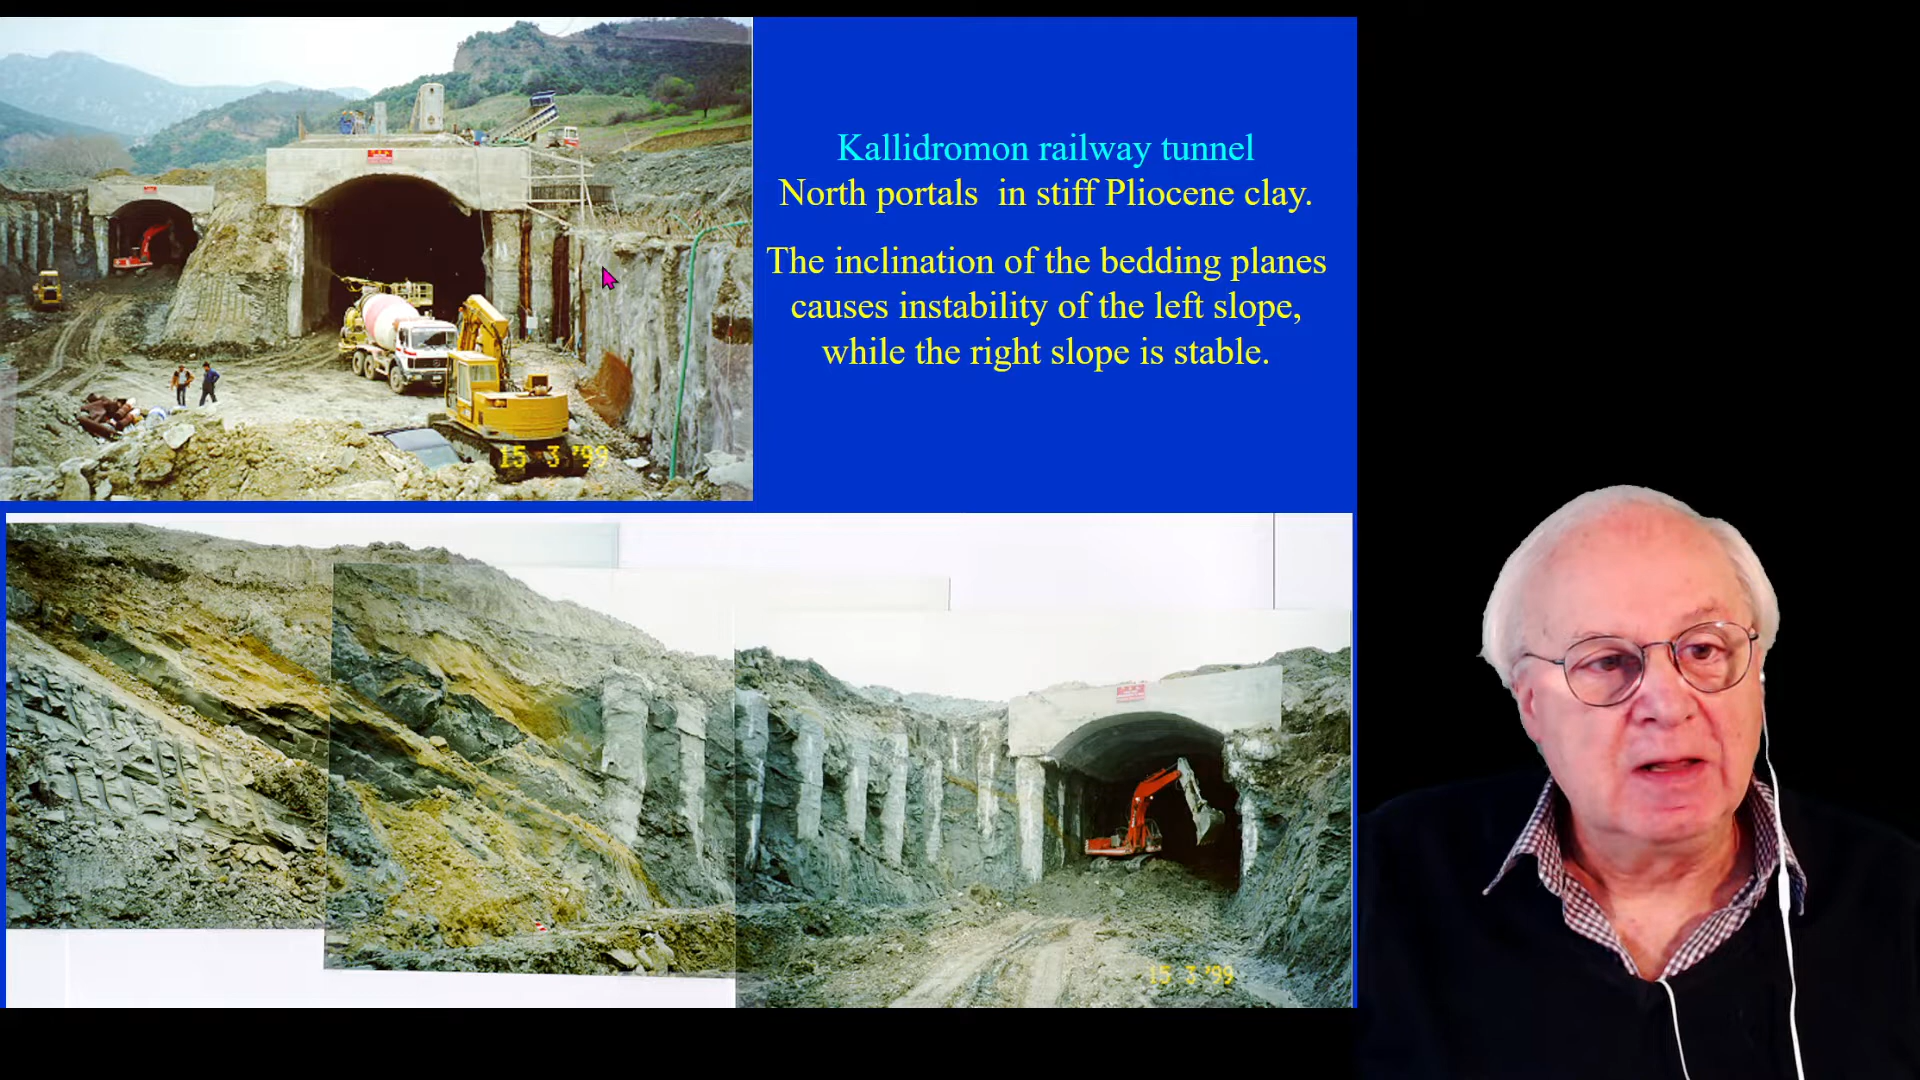 Kallidromon railway tunnel
North portals in stiff Pliocene clay.
The inclination of the bedding planes
causes instability of the left slope,
while the right slope is stable.
15 3 '99
15 3 '99